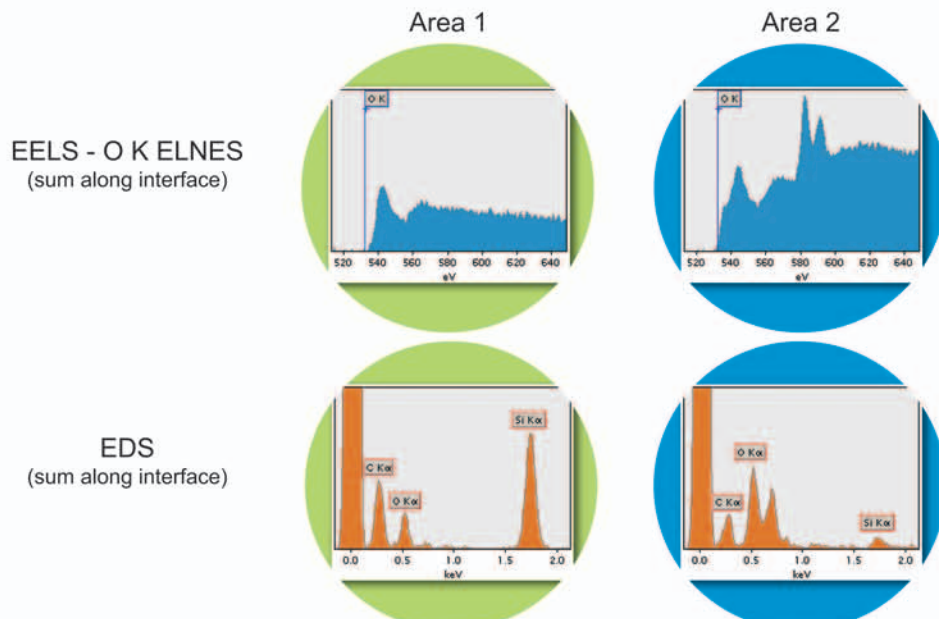 Area 1
Area 2
EELS - O K ELNES
(sum along interface)
O K
520 540 560 580 600 620 640
eV
O K
520 540 560 580 600 620 640
eV
EDS
(sum along interface)
C Kα
O Kα
Si Kα
0.0 0.5 1.0 1.5 2.0
keV
C Kα
O Kα
Si Kα
0.0 0.5 1.0 1.5 2.0
keV